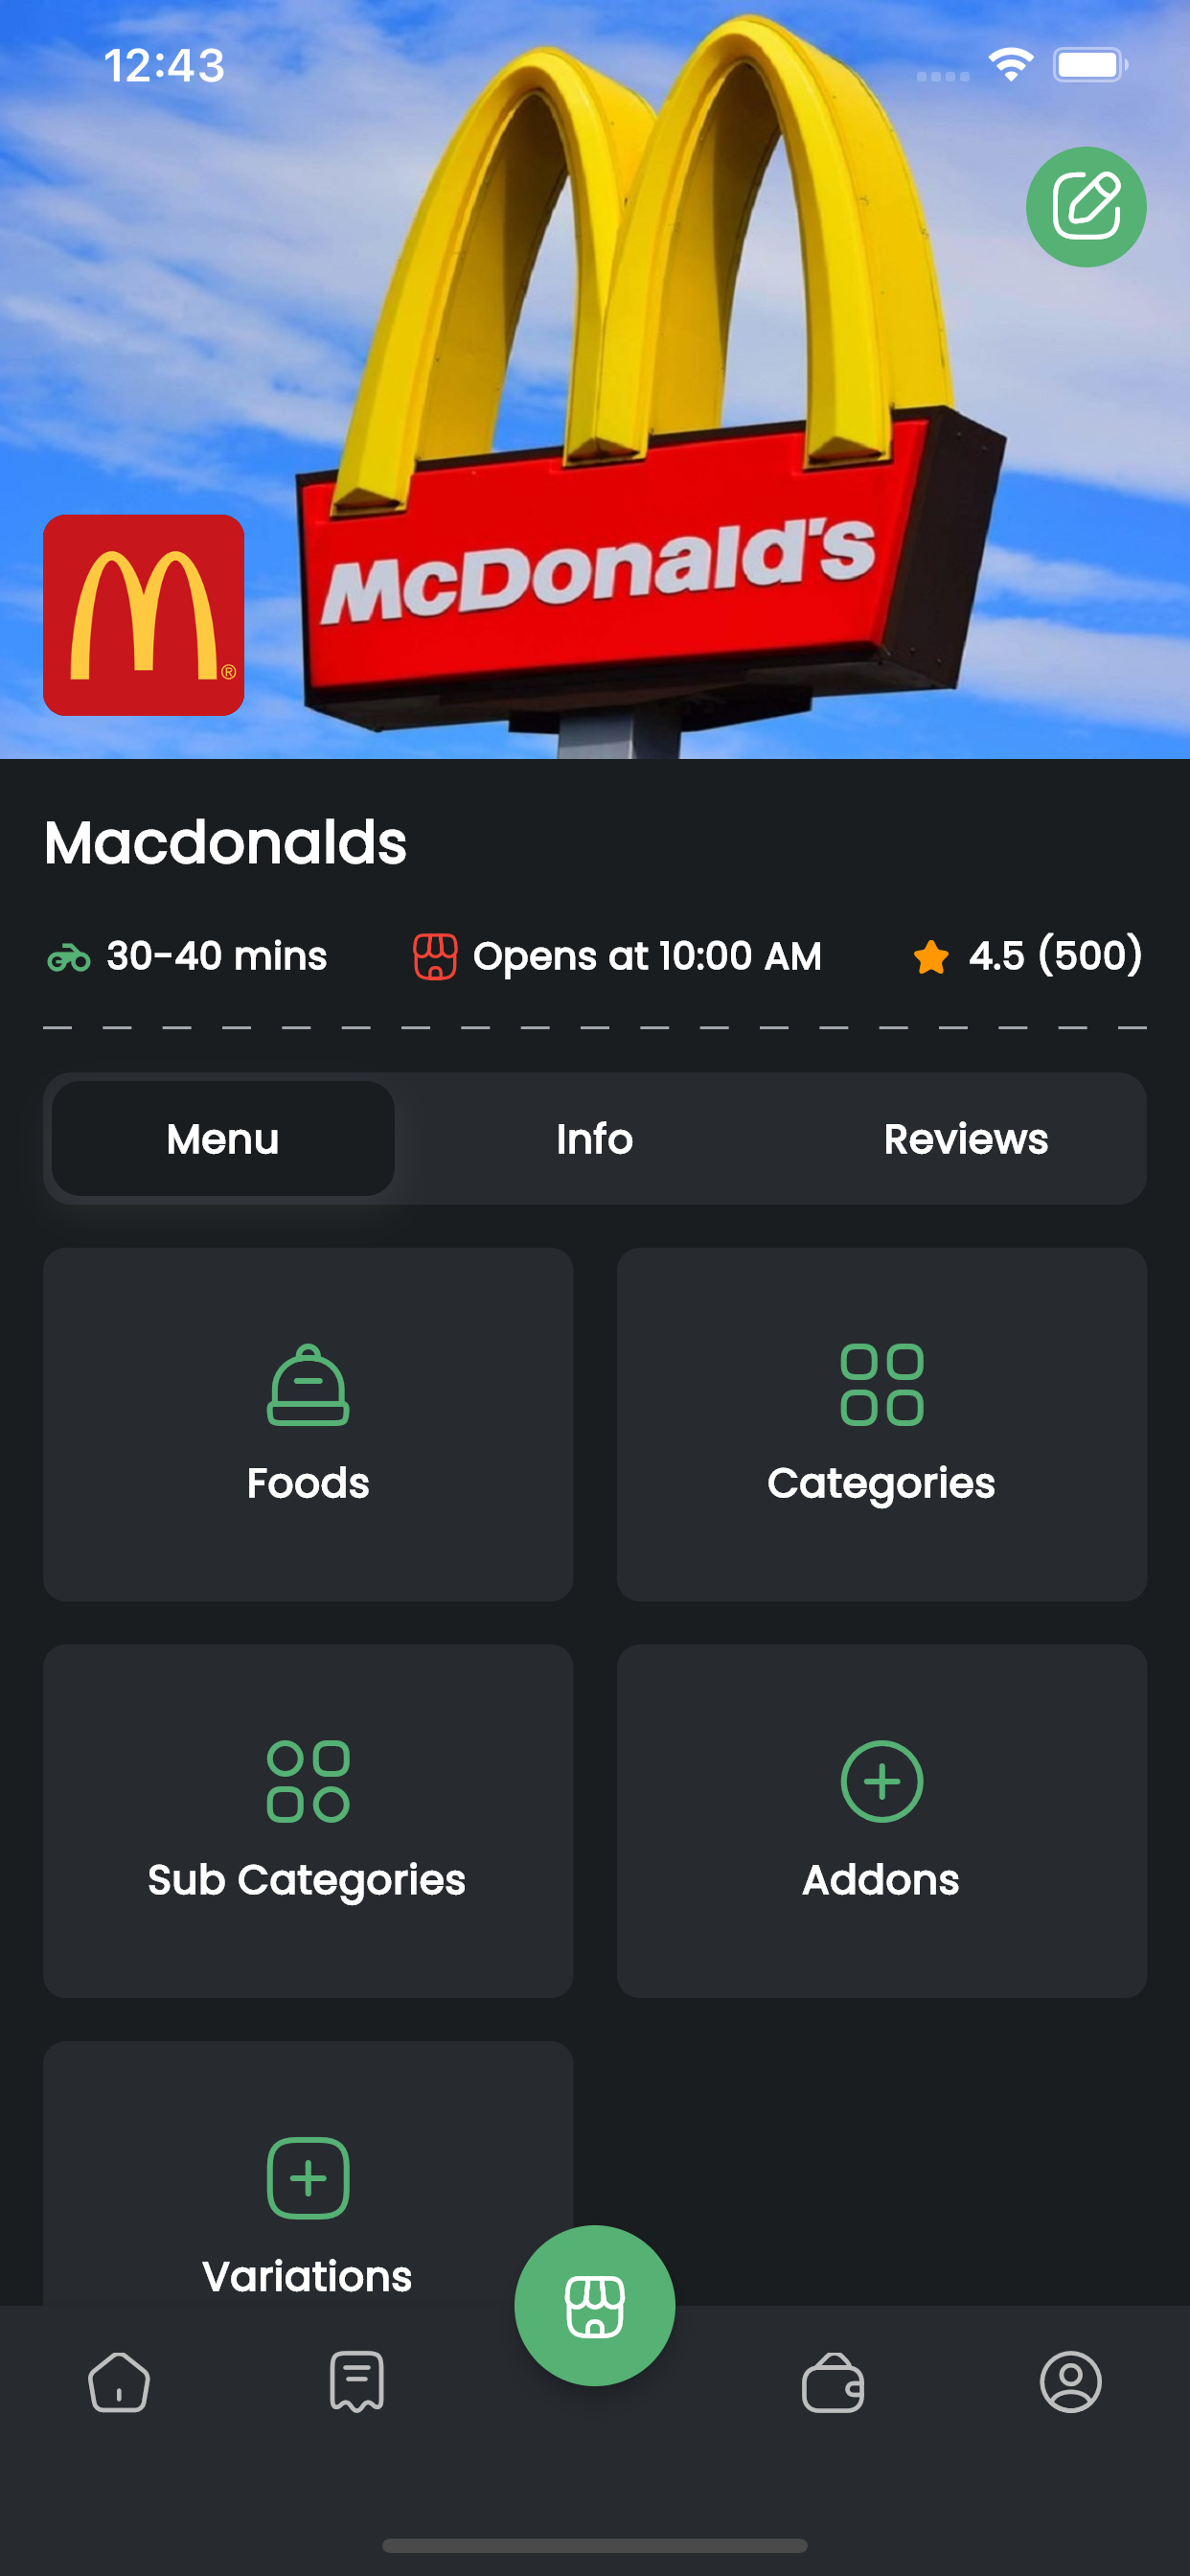 12:43
McDonald's
®
Macdonalds
30-40 mins Opens at 10:00 AM 4.5 (500)
Menu Info Reviews
Foods Categories
Sub Categories Addons
Variations